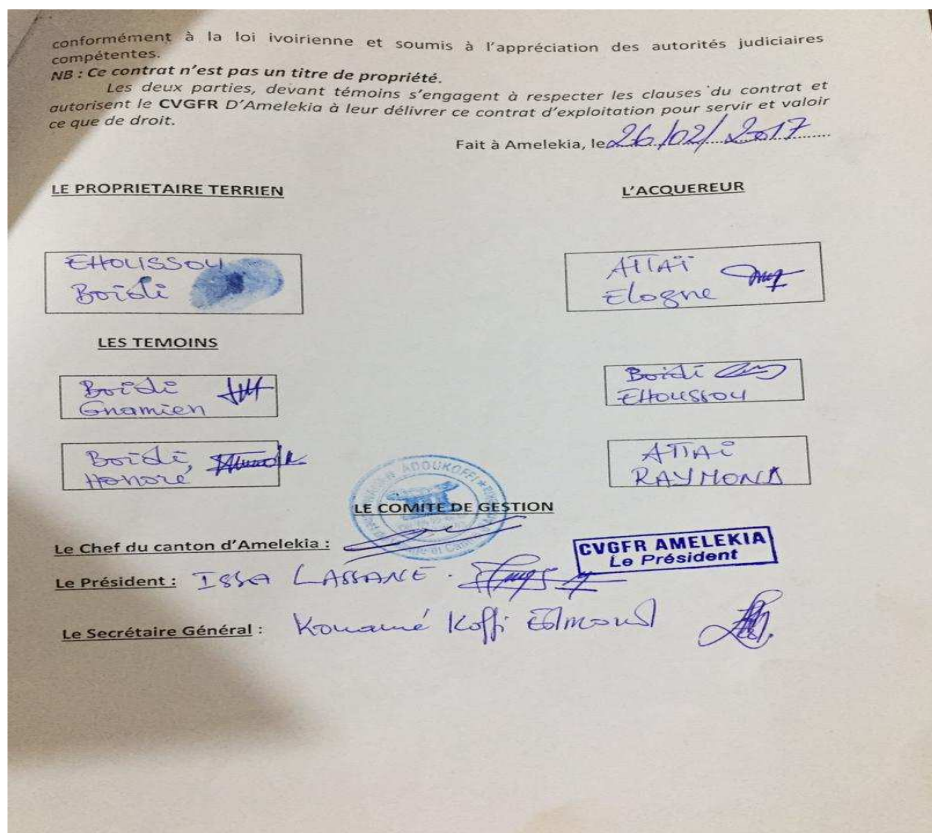 conformément à la loi ivoirienne et soumis à l'appréciation des autorités judiciaires
compétentes.
NB : Ce contrat n'est pas un titre de propriété.
Les deux parties, devant témoins s'engagent à respecter les clauses du contrat et
autorisent le CVGFR D'Amelekia à leur délivrer ce contrat d'exploitation pour servir et valoir
ce que de droit.
Fait à Amelekia, le 26/02/2017
LE PROPRIETAIRE TERRIEN
L'ACQUEREUR
EHOUSSOU
Boidi
ATTAÏ
Elogne
LES TEMOINS
Boidi
Gnamien
Boidi
EHOUSSOU
Boidi
Honoré
ATTAI
RAYMOND
ADOUKOFFI
LE COMITE DE GESTION
Le Chef du canton d'Amelekia :
CVGFR AMELEKIA
Le Président
Le Président : ISSA LASSANE.
Le Secrétaire Général : Kouamé Koffi Edmond